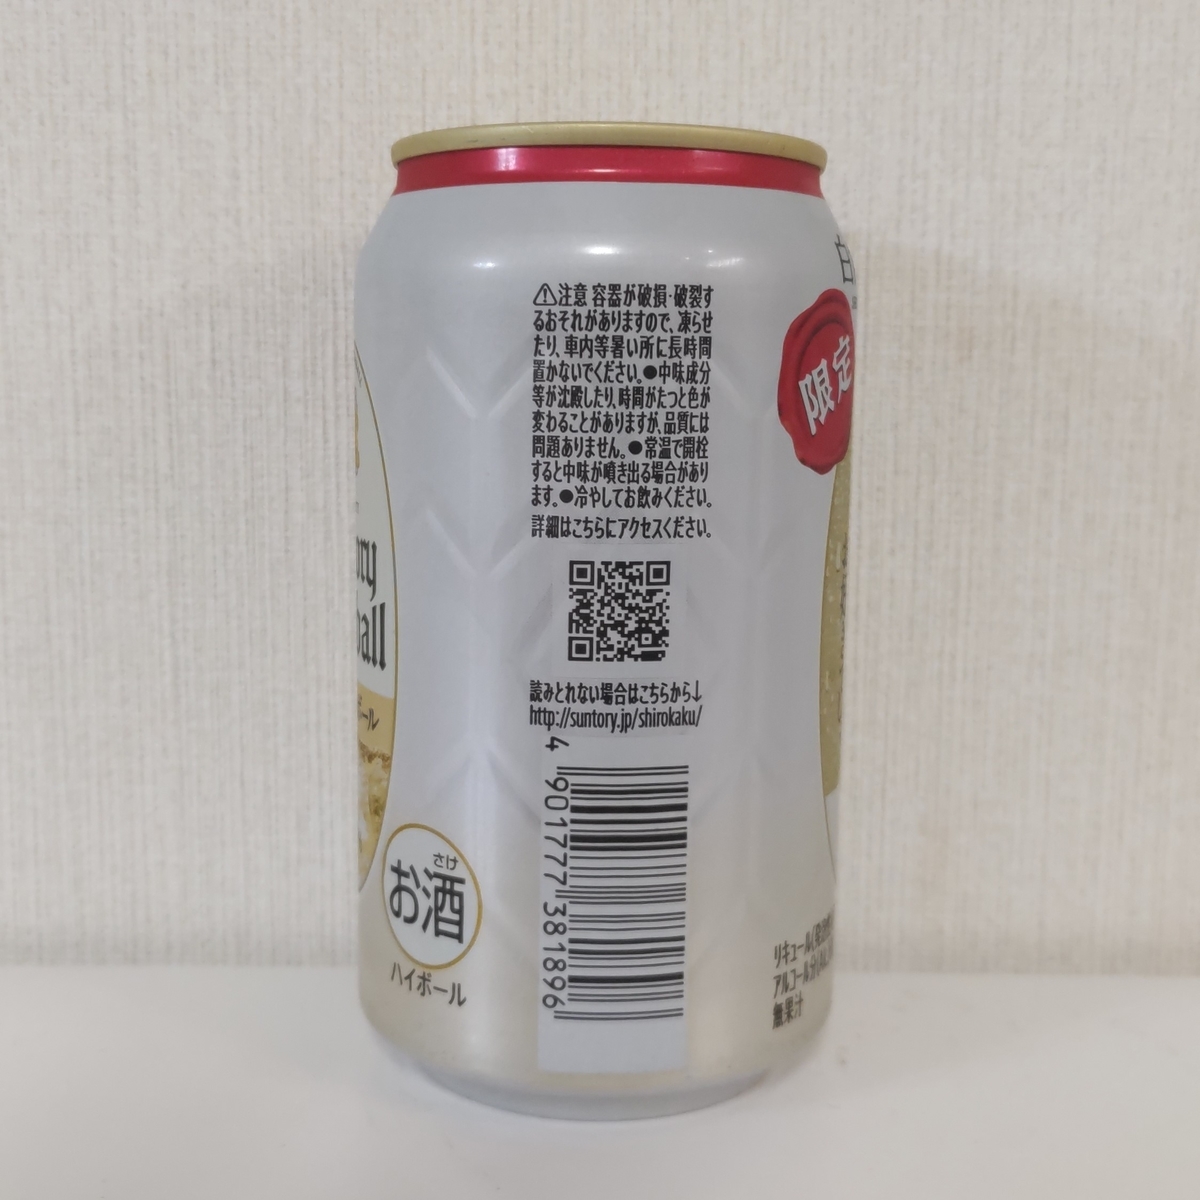 ⚠注意 容器が破損・破裂す
るおそれがありますので、凍らせ
たり、車内等暑い所に長時間
置かないでください。●中味成分
等が沈殿したり、時間がたつと色が
変わることがありますが、品質には
問題ありません。●常温で開栓
すると中味が噴き出る場合があり
ます。●冷やしてお飲みください。
詳細はこちらにアクセスください。
読みとれない場合はこちらから↓
http://suntory.jp/shirokaku/
4 901777 381896
さけ
お酒
ハイボール
ory
ball
ボール
白
限定
リキュール(発泡
アルコール分
無果汁